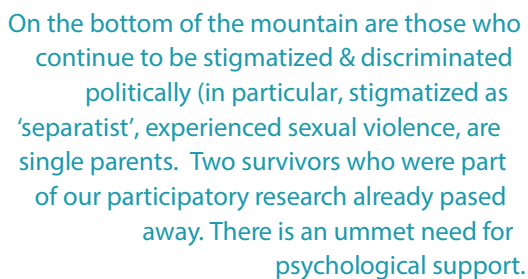 On the bottom of the mountain are those who
continue to be stigmatized & discriminated
politically (in particular, stigmatized as
‘separatist’, experienced sexual violence, are
single parents.  Two survivors who were part
of our participatory research already pased
away. There is an ummet need for
psychological support.